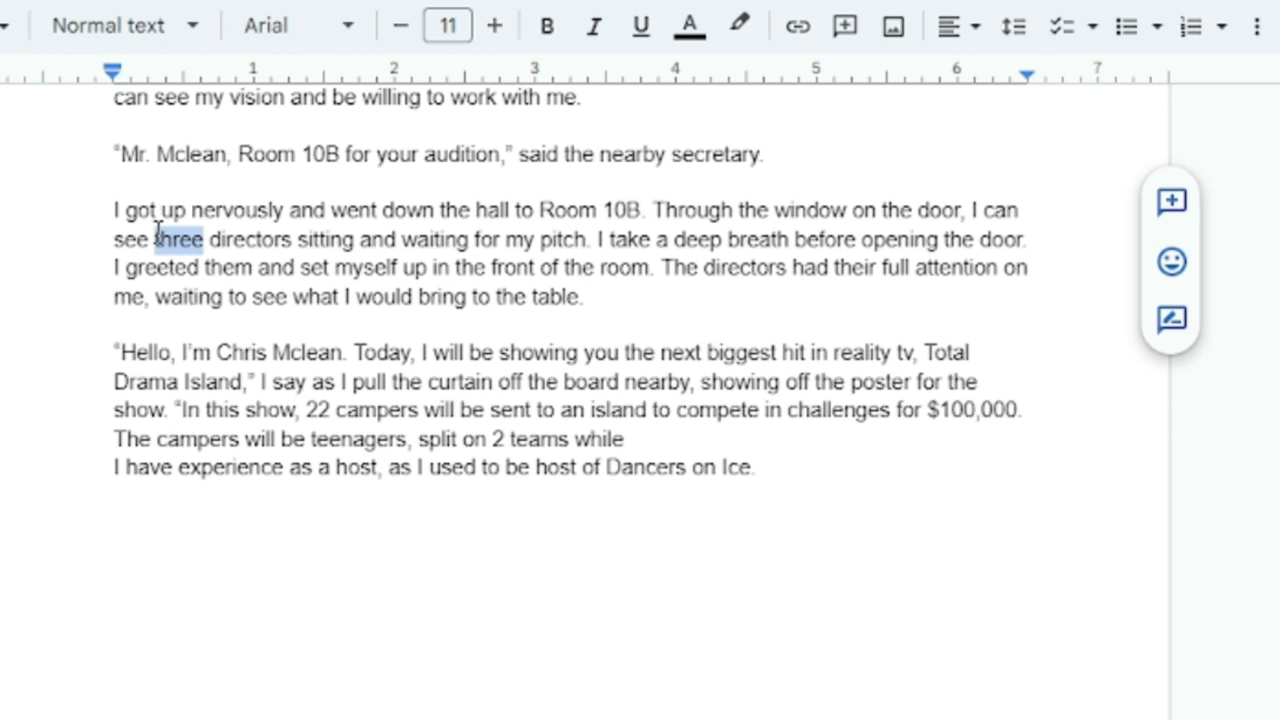 Normal text Arial 11 B I U A
1 2 3 4 5 6 7
can see my vision and be willing to work with me.
“Mr. Mclean, Room 10B for your audition,” said the nearby secretary.
I got up nervously and went down the hall to Room 10B. Through the window on the door, I can
see three directors sitting and waiting for my pitch. I take a deep breath before opening the door.
I greeted them and set myself up in the front of the room. The directors had their full attention on
me, waiting to see what I would bring to the table.
“Hello, I’m Chris Mclean. Today, I will be showing you the next biggest hit in reality tv, Total
Drama Island,” I say as I pull the curtain off the board nearby, showing off the poster for the
show. “In this show, 22 campers will be sent to an island to compete in challenges for $100,000.
The campers will be teenagers, split on 2 teams while
I have experience as a host, as I used to be host of Dancers on Ice.